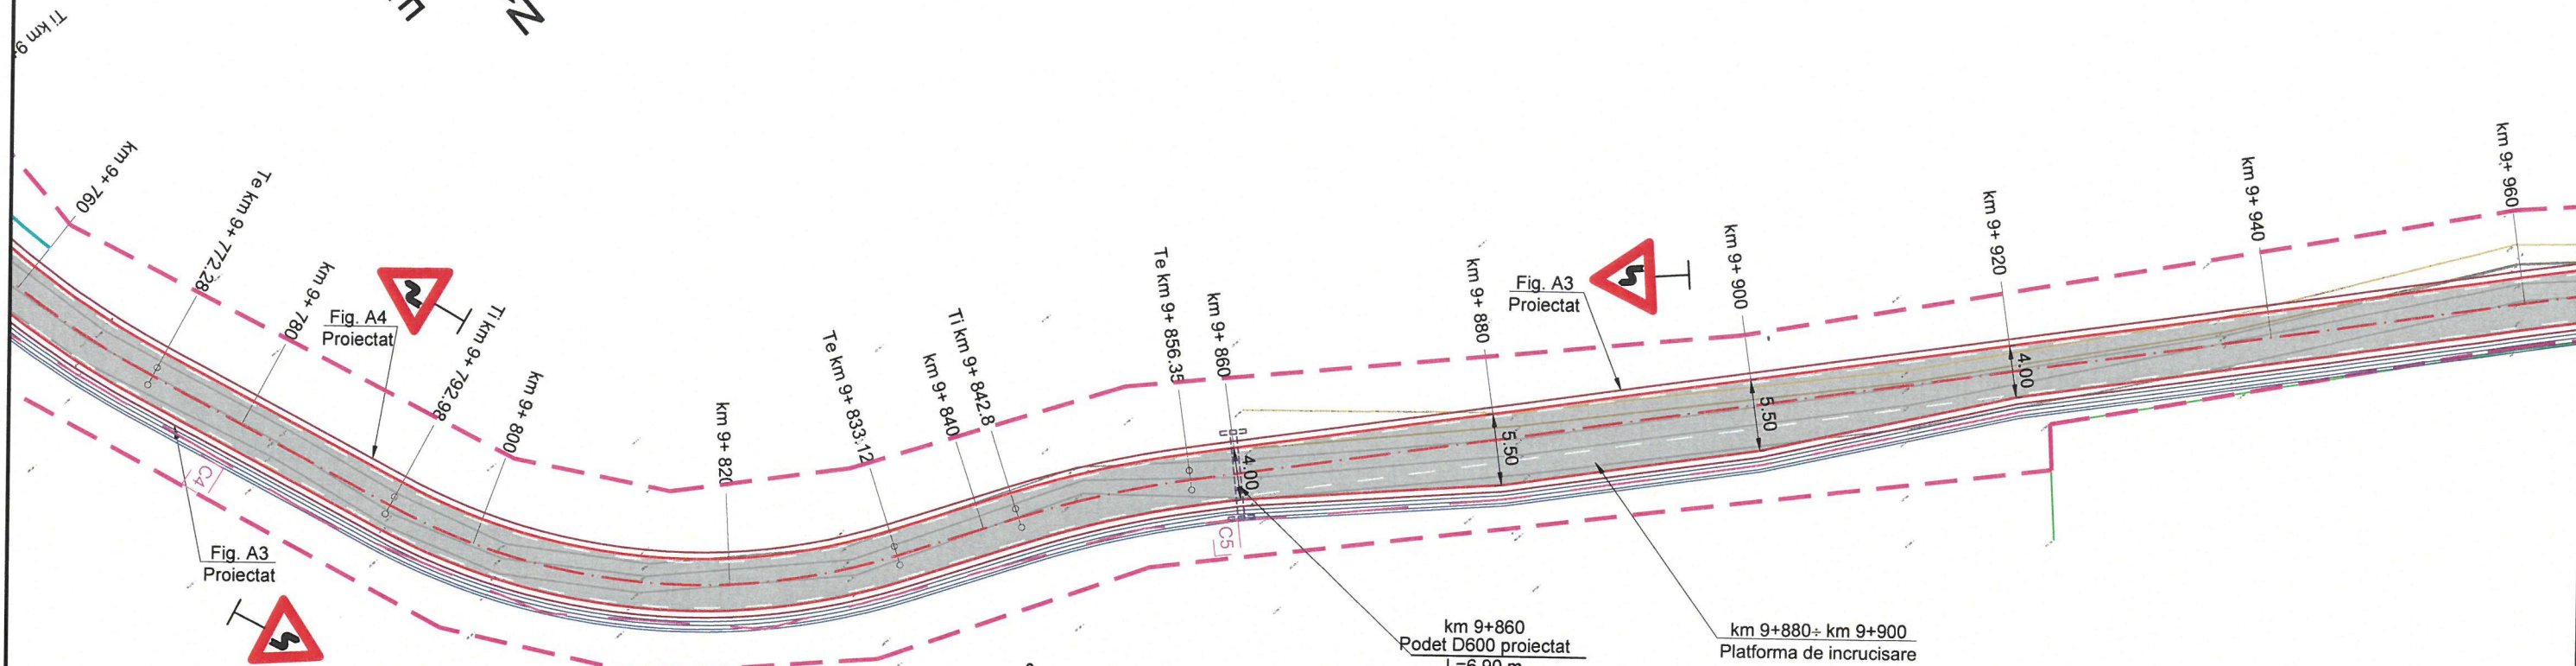 Ti km 9+
N
km 9+ 760
Te km 9+ 772.28
km 9+ 780
Fig. A4
Proiectat
Ti km 9+ 792.98
km 9+ 800
C4
Fig. A3
Proiectat
km 9+ 820
Te km 9+ 833.12
km 9+ 840
Ti km 9+ 842.8
Te km 9+ 856.35
km 9+ 860
4.00
C5
km 9+860
Podet D600 proiectat
L=6.90 m
km 9+ 880
5.50
Fig. A3
Proiectat
km 9+ 900
5.50
km 9+880÷ km 9+900
Platforma de incrucisare
km 9+ 920
4.00
km 9+ 940
km 9+ 960